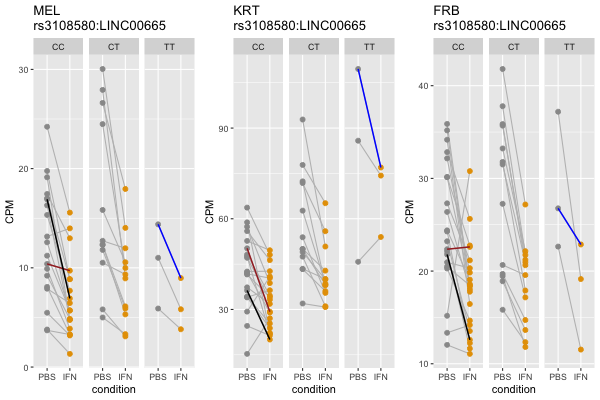 MEL
rs3108580:LINC00665
CC CT TT
CPM
30
20
10
0
PBS IFN PBS IFN PBS IFN
condition
KRT
rs3108580:LINC00665
CC CT TT
CPM
90
60
30
PBS IFN PBS IFN PBS IFN
condition
FRB
rs3108580:LINC00665
CC CT TT
CPM
40
30
20
10
PBS IFN PBS IFN PBS IFN
condition